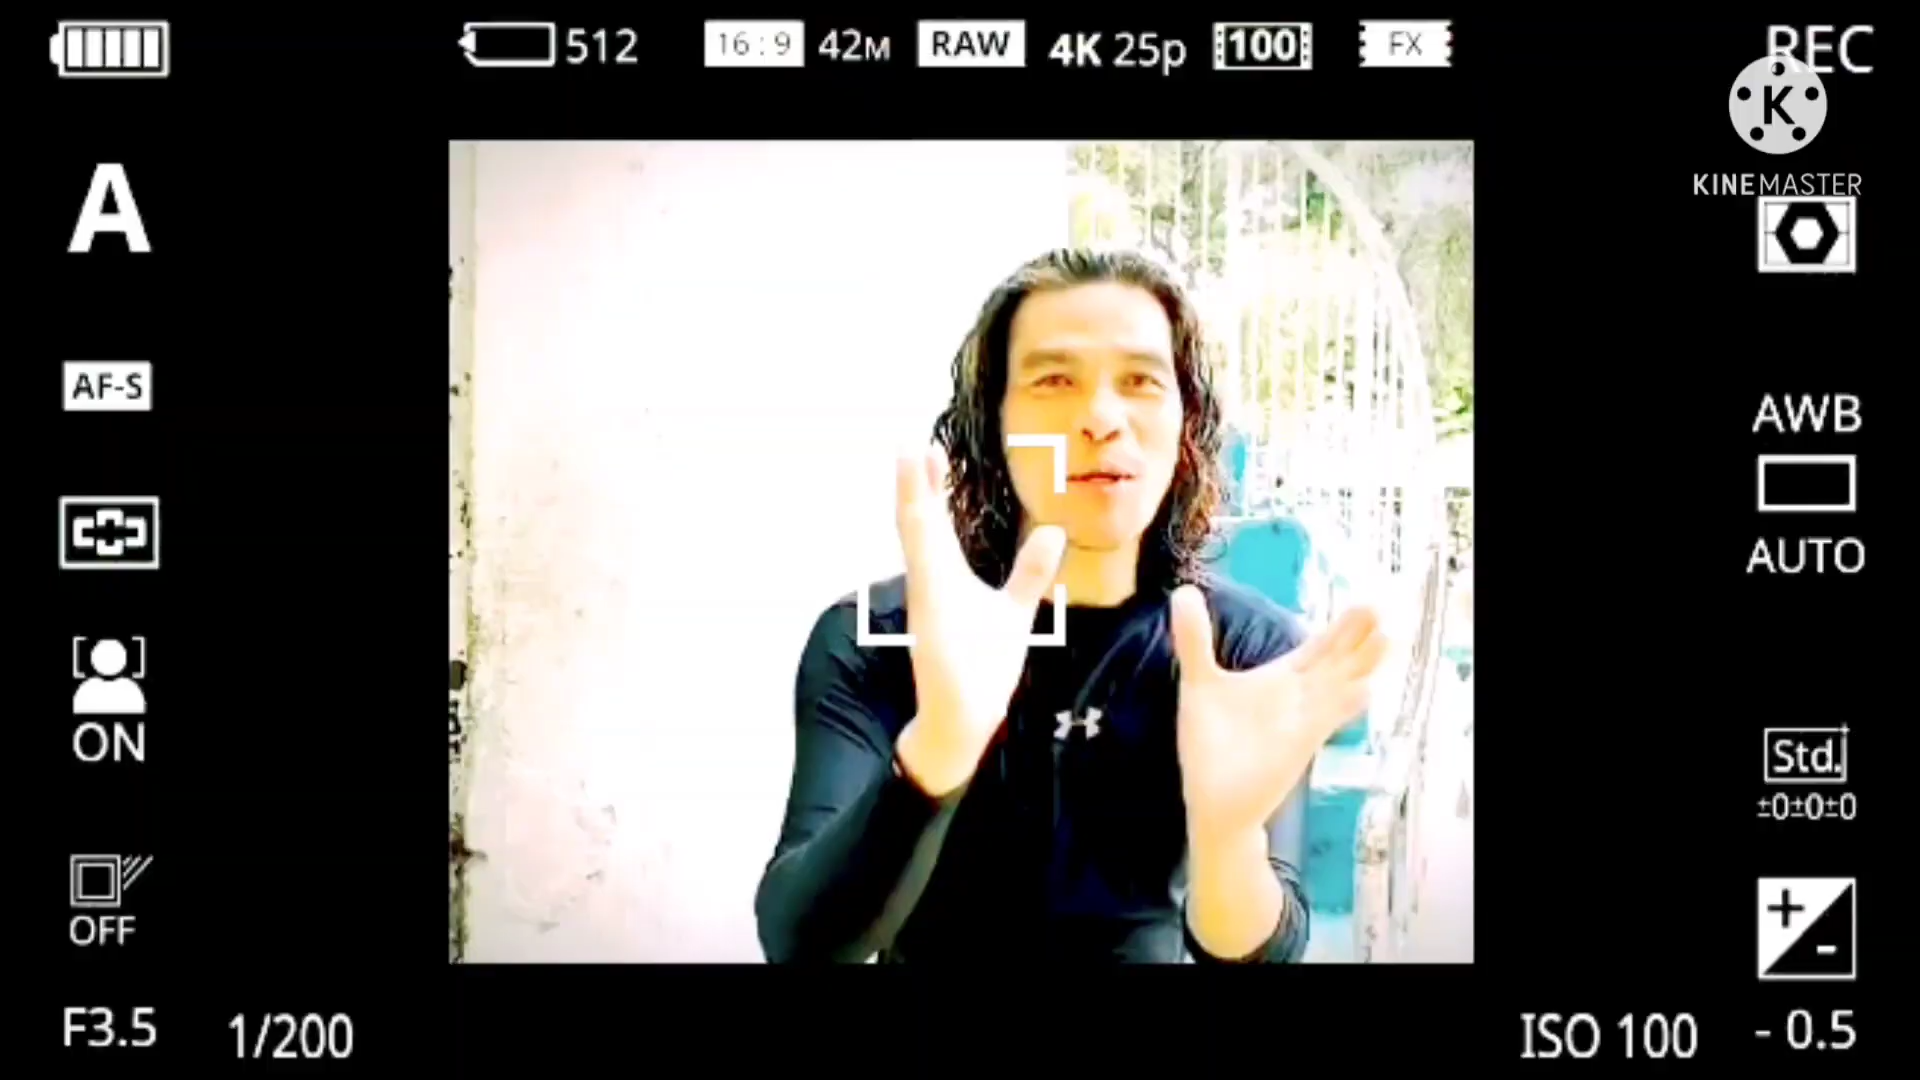 512 16:9 42M RAW 4K 25p 100 FX REC
K
KINEMASTER
A
AF-S
AWB
AUTO
ON
Std.
±0±0±0
OFF
+
-
F3.5 1/200 ISO 100 - 0.5